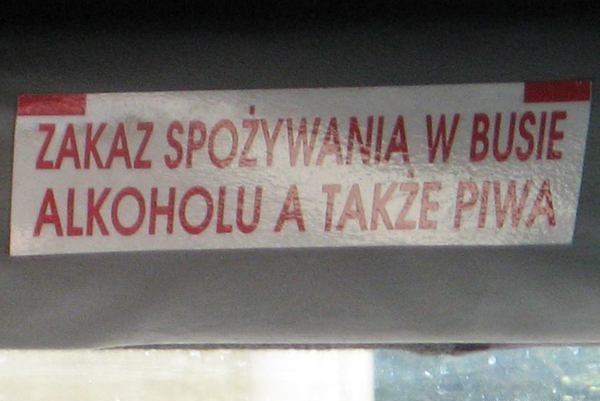 ZAKAZ SPOŻYWANIA W BUSIE
ALKOHOLU A TAKŻE PIWA